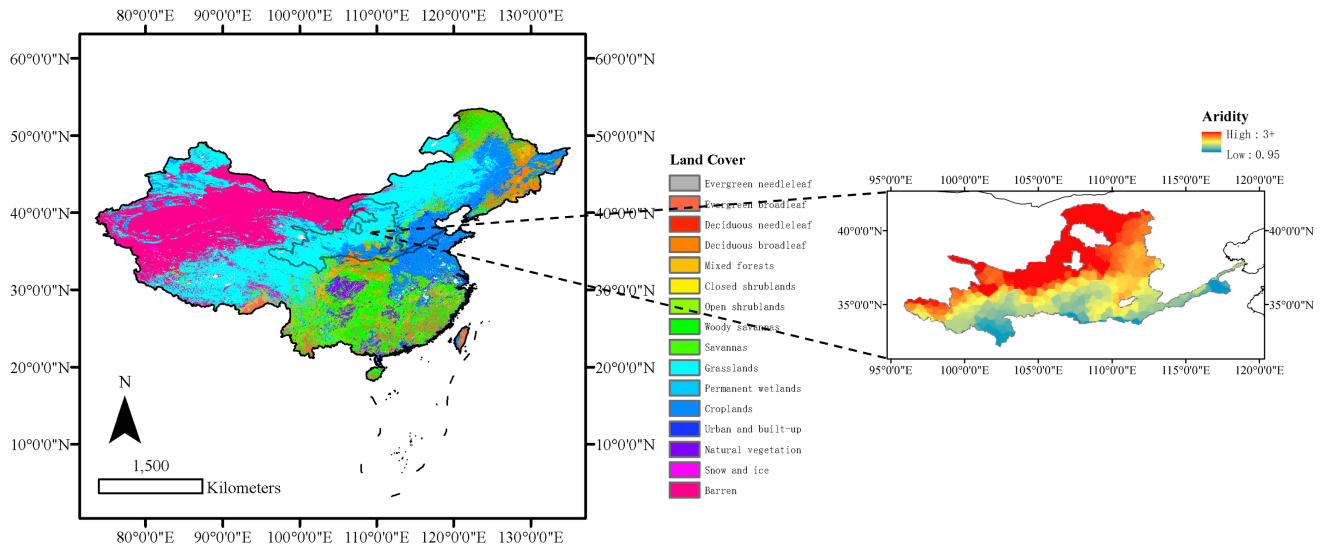 80°0'0"E 90°0'0"E 100°0'0"E 110°0'0"E 120°0'0"E 130°0'0"E
60°0'0"N
60°0'0"N
50°0'0"N
50°0'0"N
40°0'0"N
40°0'0"N
30°0'0"N
30°0'0"N
20°0'0"N
20°0'0"N
10°0'0"N
10°0'0"N
N
1,500
Kilometers
80°0'0"E 90°0'0"E 100°0'0"E 110°0'0"E 120°0'0"E 130°0'0"E
Land Cover
Evergreen needleleaf
Evergreen broadleaf
Deciduous needleleaf
Deciduous broadleaf
Mixed forests
Closed shrublands
Open shrublands
Woody savannas
Savannas
Grasslands
Permanent wetlands
Croplands
Urban and built-up
Natural vegetation
Snow and ice
Barren
Aridity
High : 3+
Low : 0.95
95°0'0"E 100°0'0"E 105°0'0"E 110°0'0"E 115°0'0"E 120°0'0"E
40°0'0"N
40°0'0"N
35°0'0"N
35°0'0"N
95°0'0"E 100°0'0"E 105°0'0"E 110°0'0"E 115°0'0"E 120°0'0"E